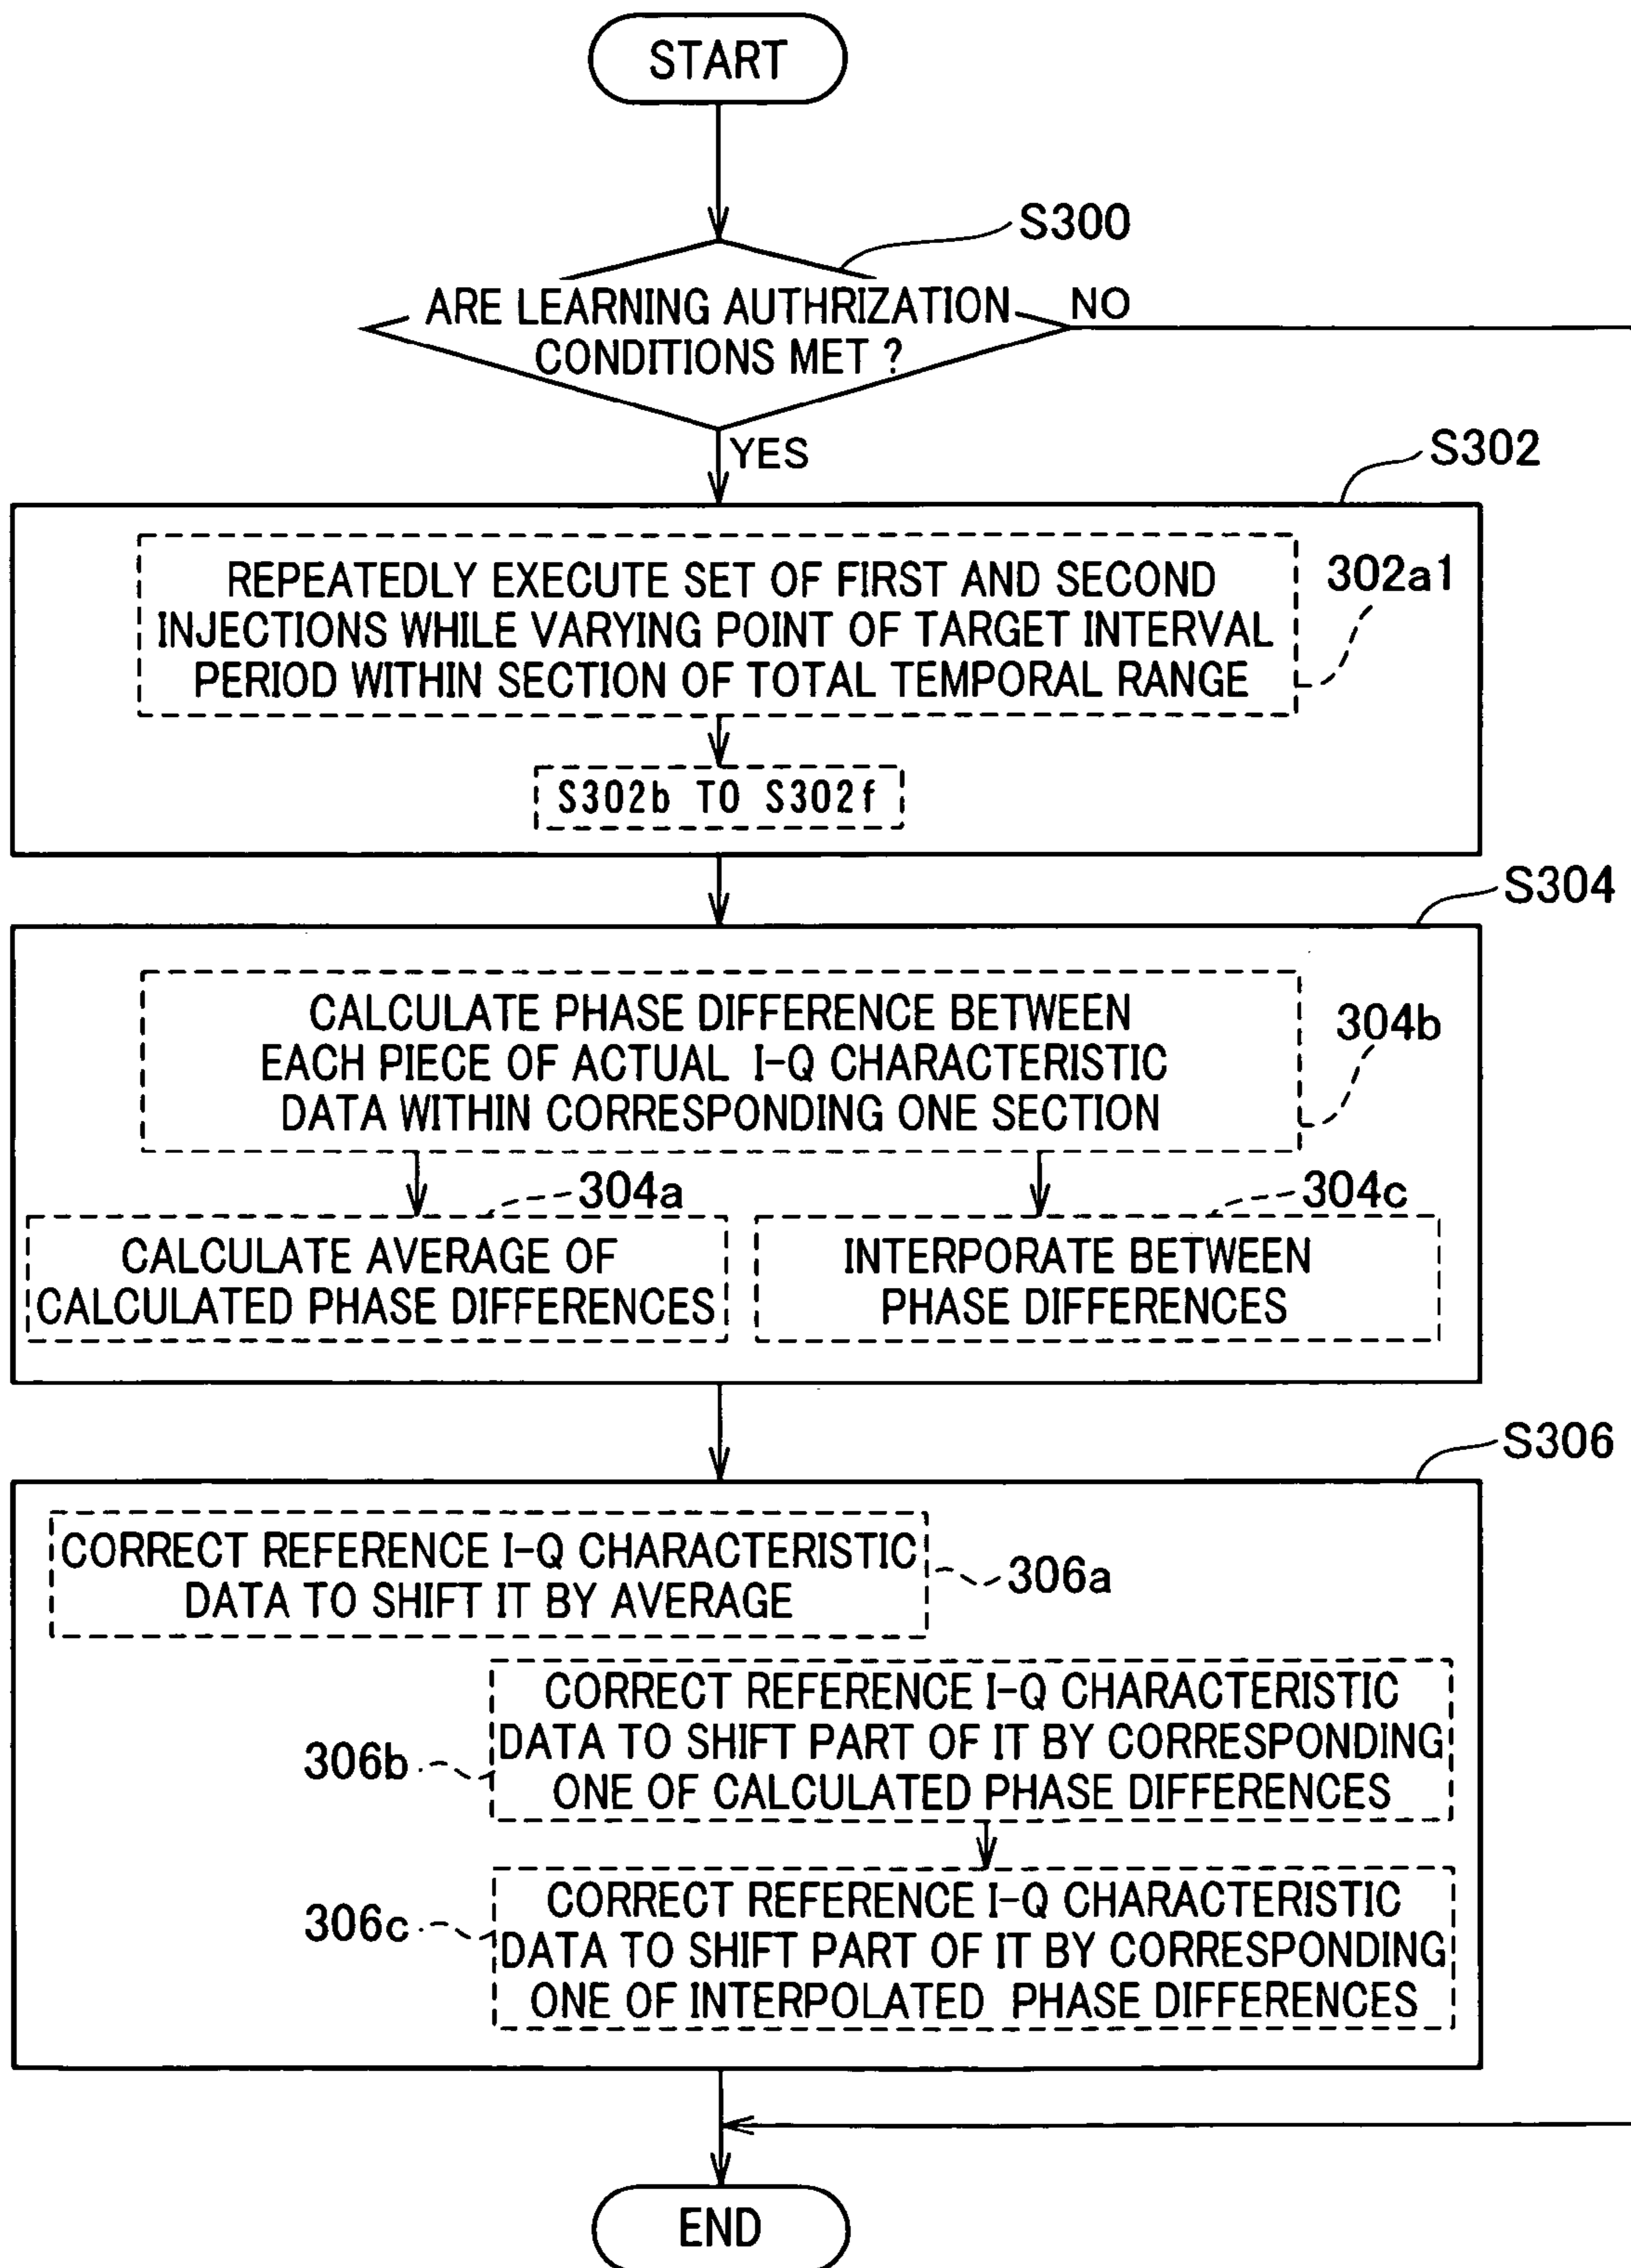 START
S300
ARE LEARNING AUTHRIZATION
CONDITIONS MET ?
NO
YES
S302
REPEATEDLY EXECUTE SET OF FIRST AND SECOND
INJECTIONS WHILE VARYING POINT OF TARGET INTERVAL
PERIOD WITHIN SECTION OF TOTAL TEMPORAL RANGE
302a1
S302b TO S302f
S304
CALCULATE PHASE DIFFERENCE BETWEEN
EACH PIECE OF ACTUAL I-Q CHARACTERISTIC
DATA WITHIN CORRESPONDING ONE SECTION
304b
304a
CALCULATE AVERAGE OF
CALCULATED PHASE DIFFERENCES
304c
INTERPORATE BETWEEN
PHASE DIFFERENCES
S306
CORRECT REFERENCE I-Q CHARACTERISTIC
DATA TO SHIFT IT BY AVERAGE
306a
CORRECT REFERENCE I-Q CHARACTERISTIC
DATA TO SHIFT PART OF IT BY CORRESPONDING
ONE OF CALCULATED PHASE DIFFERENCES
306b
CORRECT REFERENCE I-Q CHARACTERISTIC
DATA TO SHIFT PART OF IT BY CORRESPONDING
ONE OF INTERPOLATED PHASE DIFFERENCES
306c
END